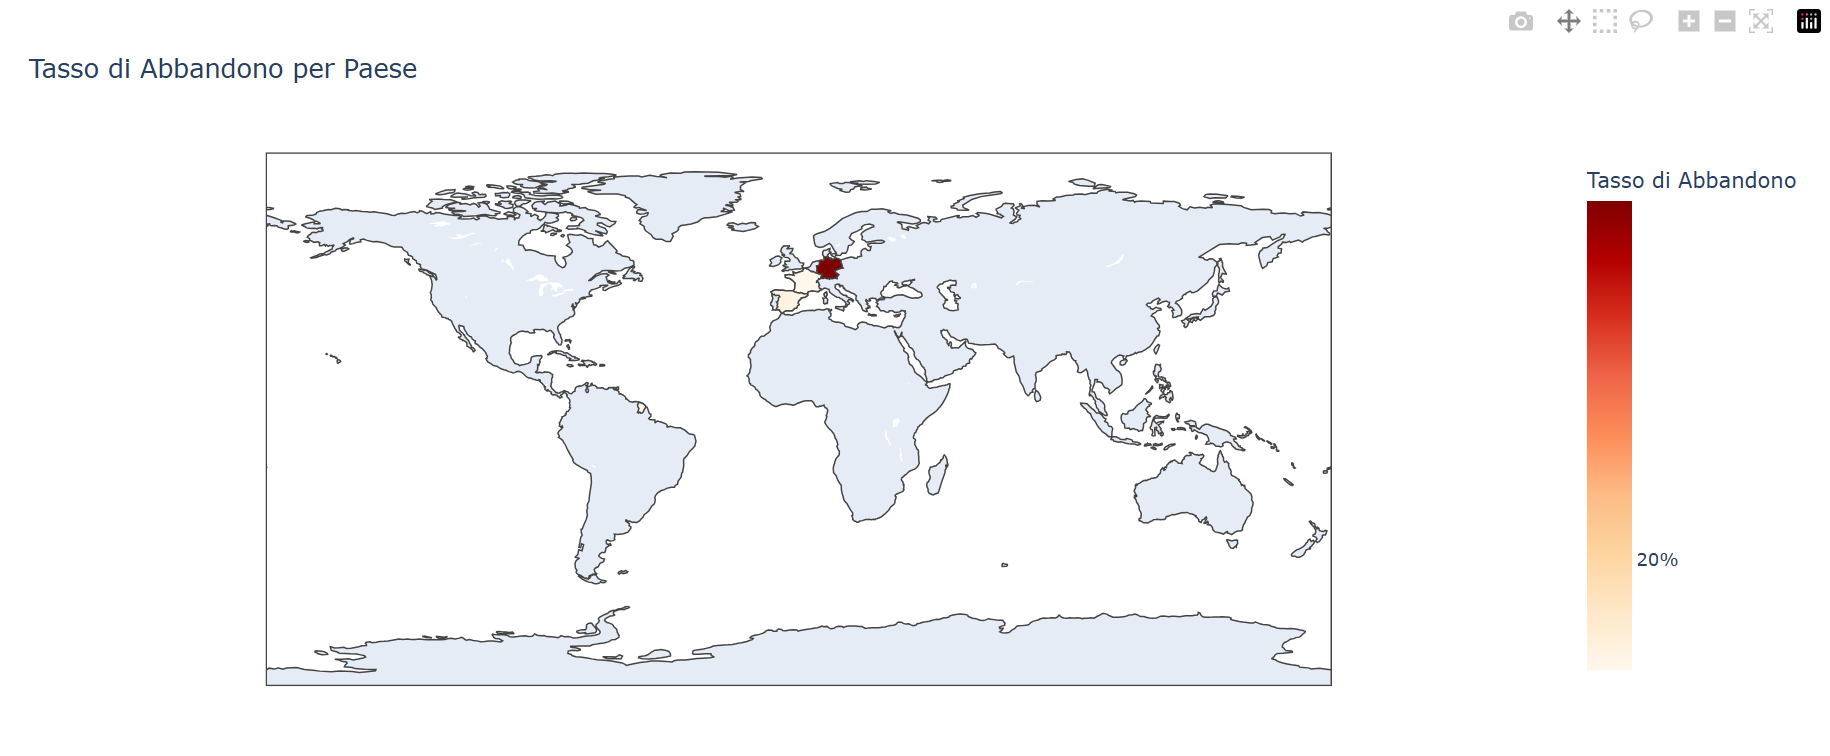 Tasso di Abbandono per Paese
Tasso di Abbandono
20%